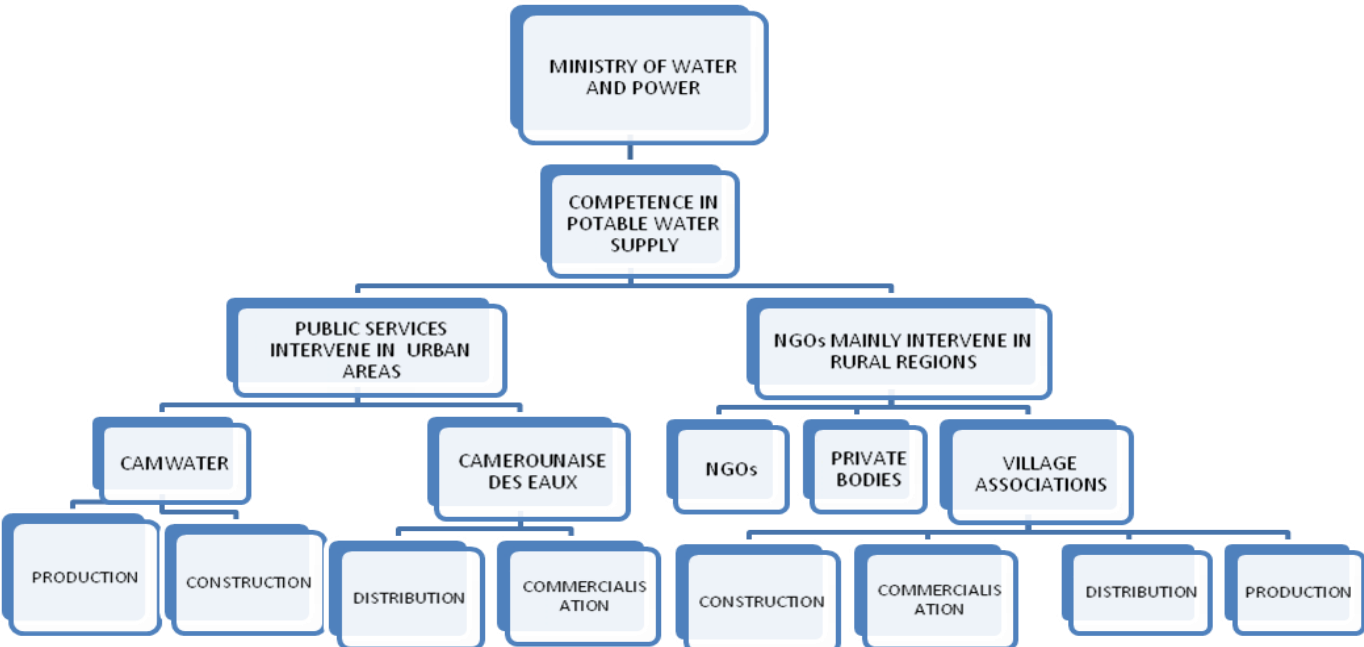 MINISTRY OF WATER
AND POWER
COMPETENCE IN
POTABLE WATER
SUPPLY
PUBLIC SERVICES
INTERVENE IN URBAN
AREAS
NGOs MAINLY INTERVENE IN
RURAL REGIONS
CAMWATER
CAMEROUNAISE
DES EAUX
NGOs
PRIVATE
BODIES
VILLAGE
ASSOCIATIONS
PRODUCTION
CONSTRUCTION
DISTRIBUTION
COMMERCIALIS
ATION
CONSTRUCTION
COMMERCIALIS
ATION
DISTRIBUTION
PRODUCTION